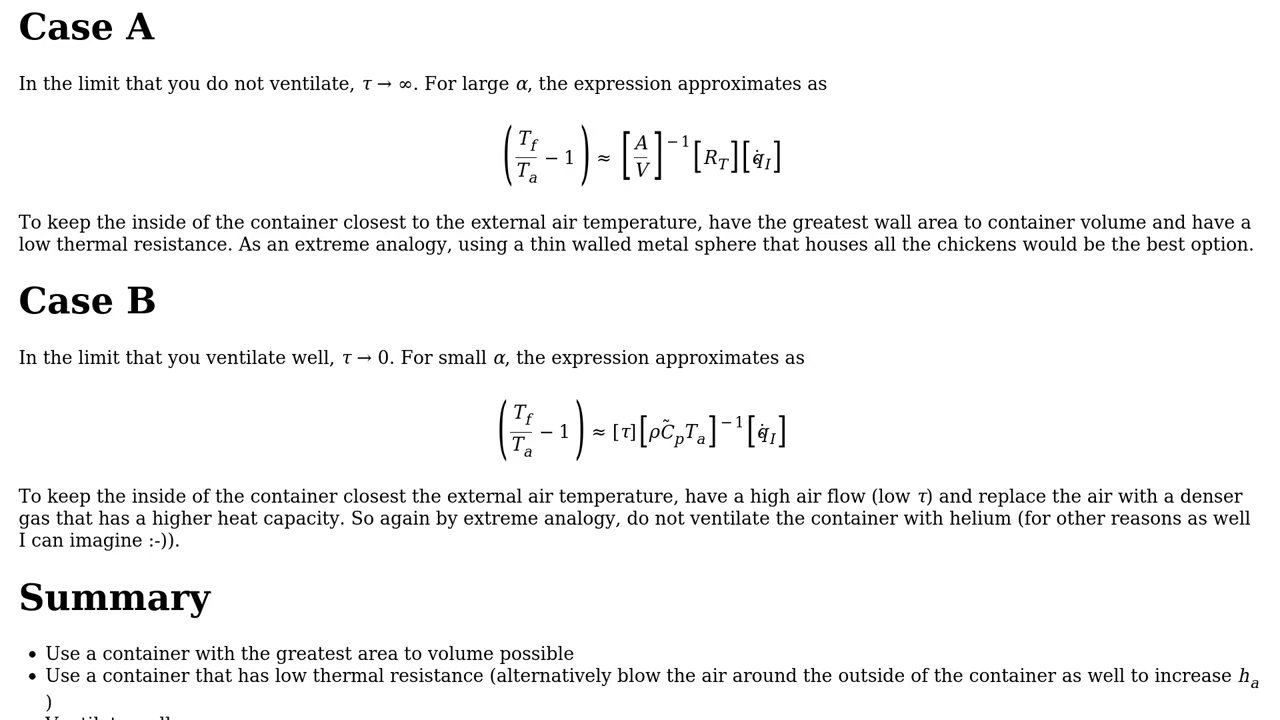 Case A
In the limit that you do not ventilate, τ → ∞. For large α, the expression approximates as
(T_f/T_a − 1) ≈ [A/V]^−1 [R_T][q̇_I]
To keep the inside of the container closest to the external air temperature, have the greatest wall area to container volume and have a
low thermal resistance. As an extreme analogy, using a thin walled metal sphere that houses all the chickens would be the best option.
Case B
In the limit that you ventilate well, τ → 0. For small α, the expression approximates as
(T_f/T_a − 1) ≈ [τ][ρC̃_pT_a]^−1 [q̇_I]
To keep the inside of the container closest the external air temperature, have a high air flow (low τ) and replace the air with a denser
gas that has a higher heat capacity. So again by extreme analogy, do not ventilate the container with helium (for other reasons as well
I can imagine :-)).
Summary
• Use a container with the greatest area to volume possible
• Use a container that has low thermal resistance (alternatively blow the air around the outside of the container as well to increase h_a
)